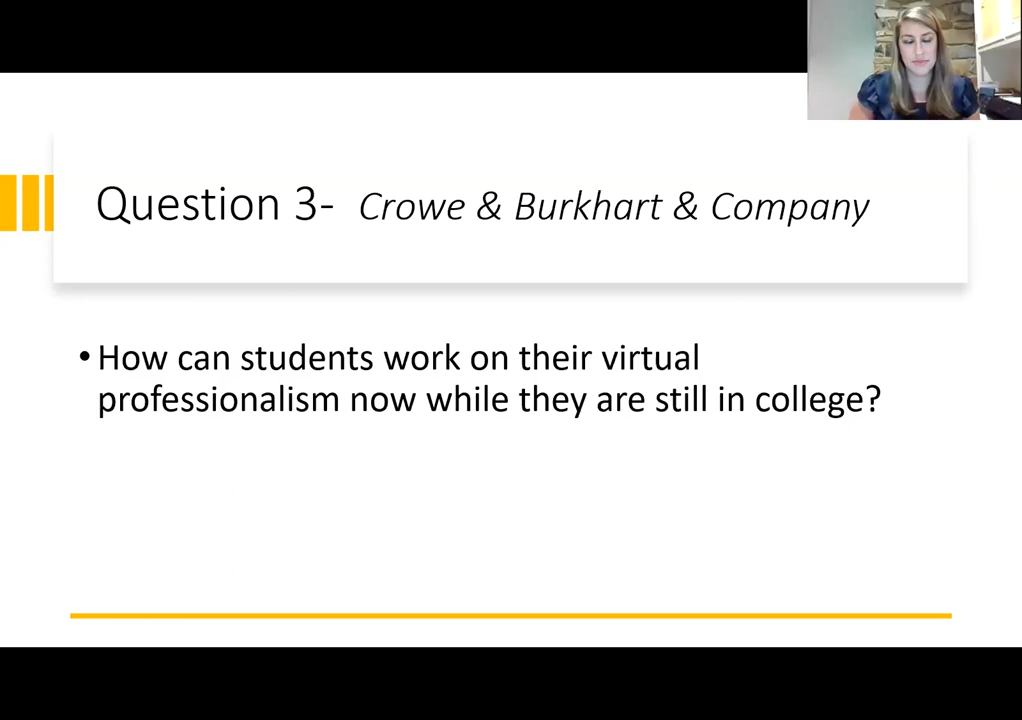 Question 3- Crowe & Burkhart & Company
• How can students work on their virtual
professionalism now while they are still in college?